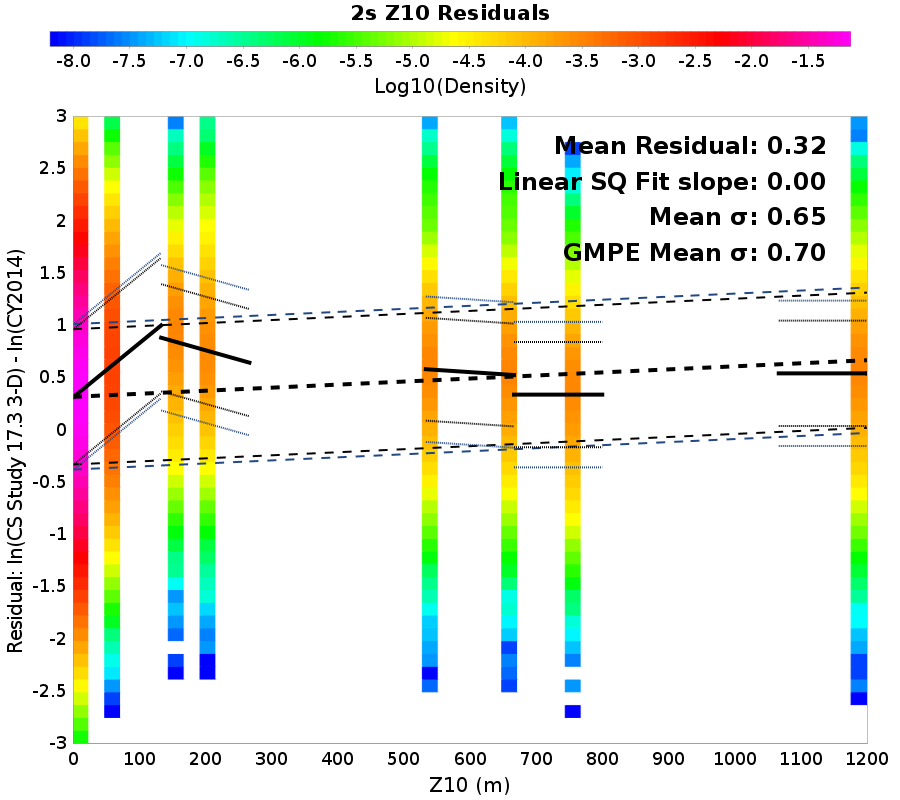 2s Z10 Residuals
-8.0 -7.5 -7.0 -6.5 -6.0 -5.5 -5.0 -4.5 -4.0 -3.5 -3.0 -2.5 -2.0 -1.5
Log10(Density)
Mean Residual: 0.32
Linear SQ Fit slope: 0.00
Mean σ: 0.65
GMPE Mean σ: 0.70
Residual: ln(CS Study 17.3 3-D) - ln(CY2014)
3
2.5
2
1.5
1
0.5
0
-0.5
-1
-1.5
-2
-2.5
-3
0 100 200 300 400 500 600 700 800 900 1000 1100 1200
Z10 (m)